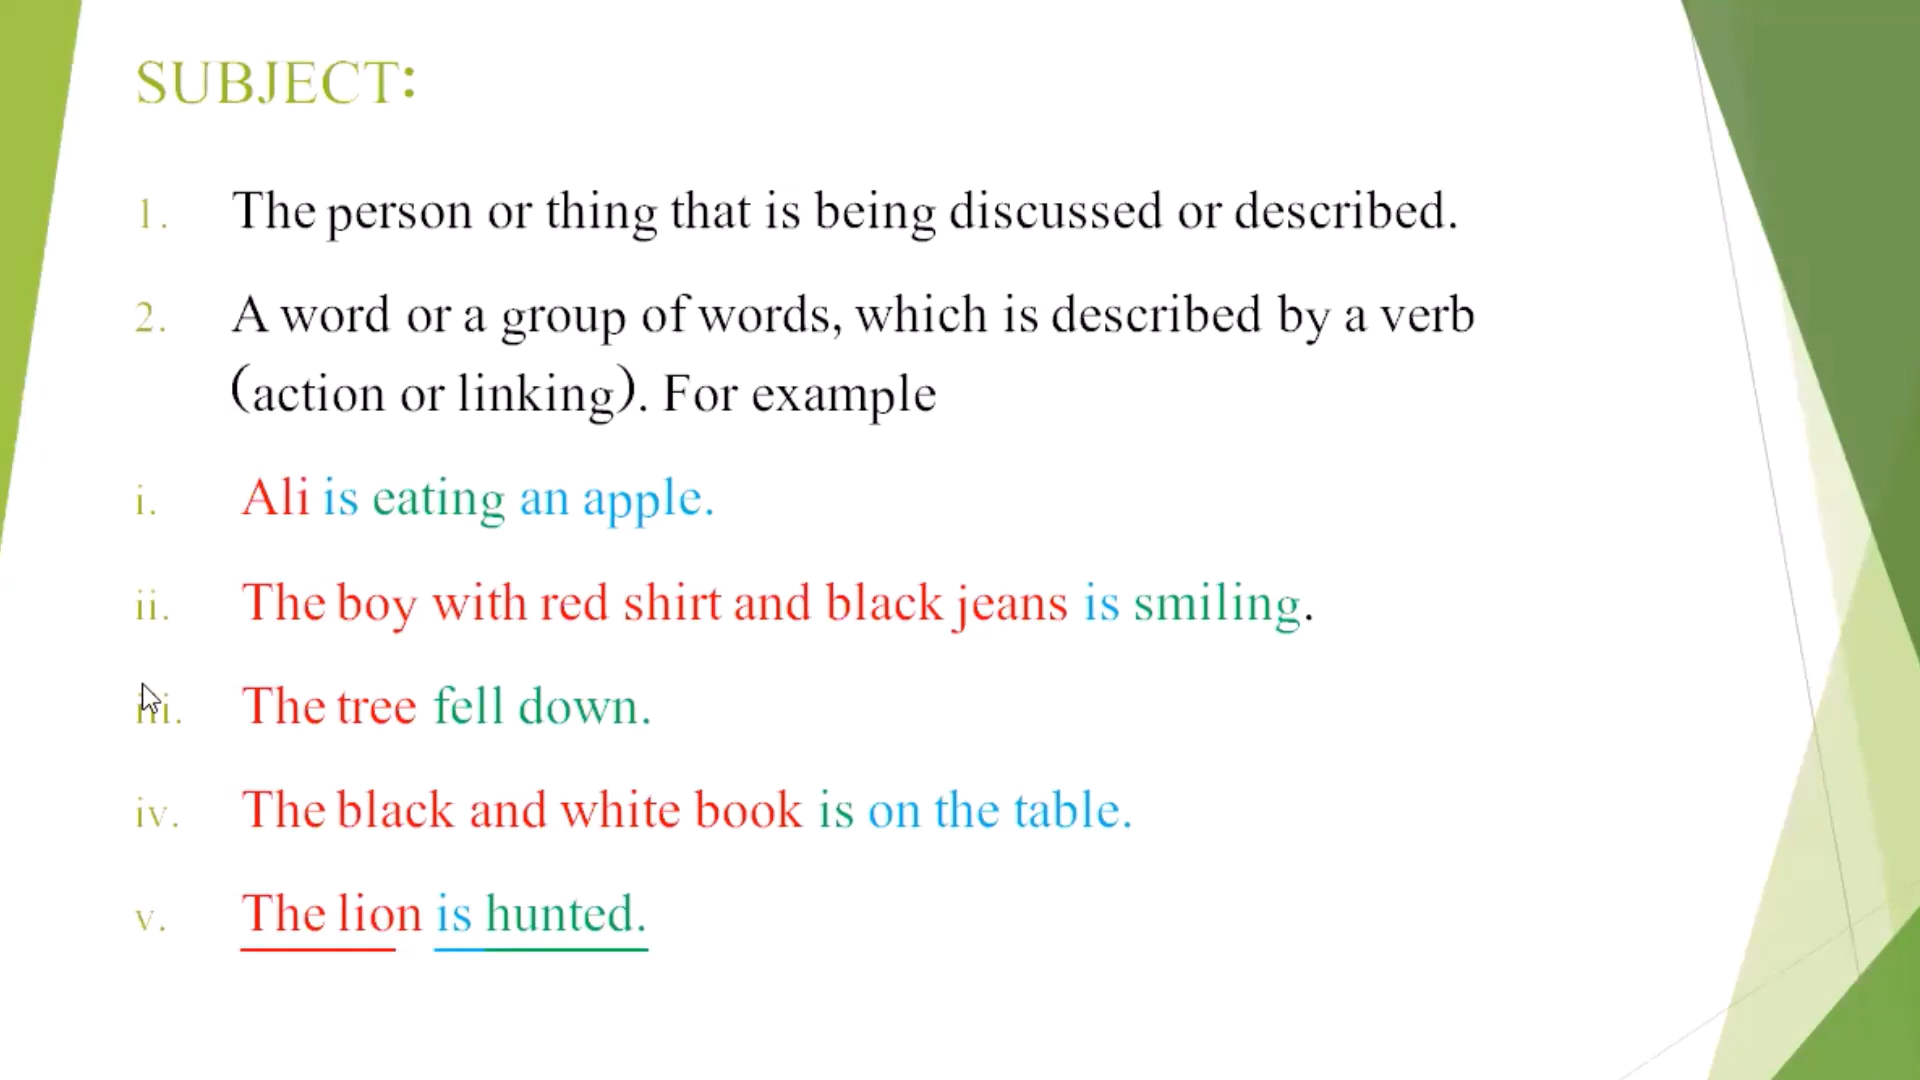 SUBJECT:
1. The person or thing that is being discussed or described.
2. A word or a group of words, which is described by a verb
(action or linking). For example
i. Ali is eating an apple.
ii. The boy with red shirt and black jeans is smiling.
iii. The tree fell down.
iv. The black and white book is on the table.
v. The lion is hunted.